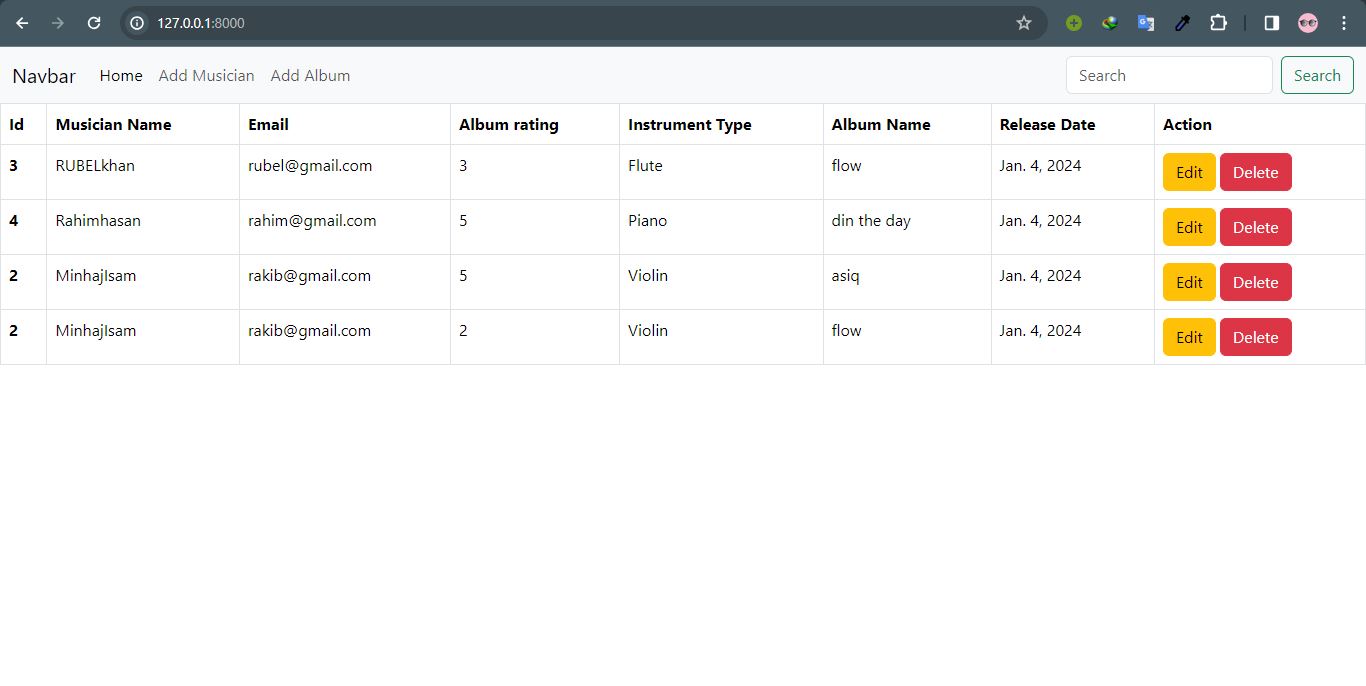 127.0.0.1:8000
Navbar Home Add Musician Add Album Search Search
Id Musician Name Email Album rating Instrument Type Album Name Release Date Action
3 RUBELkhan rubel@gmail.com 3 Flute flow Jan. 4, 2024 Edit Delete
4 Rahimhasan rahim@gmail.com 5 Piano din the day Jan. 4, 2024 Edit Delete
2 MinhajIsam rakib@gmail.com 5 Violin asiq Jan. 4, 2024 Edit Delete
2 MinhajIsam rakib@gmail.com 2 Violin flow Jan. 4, 2024 Edit Delete